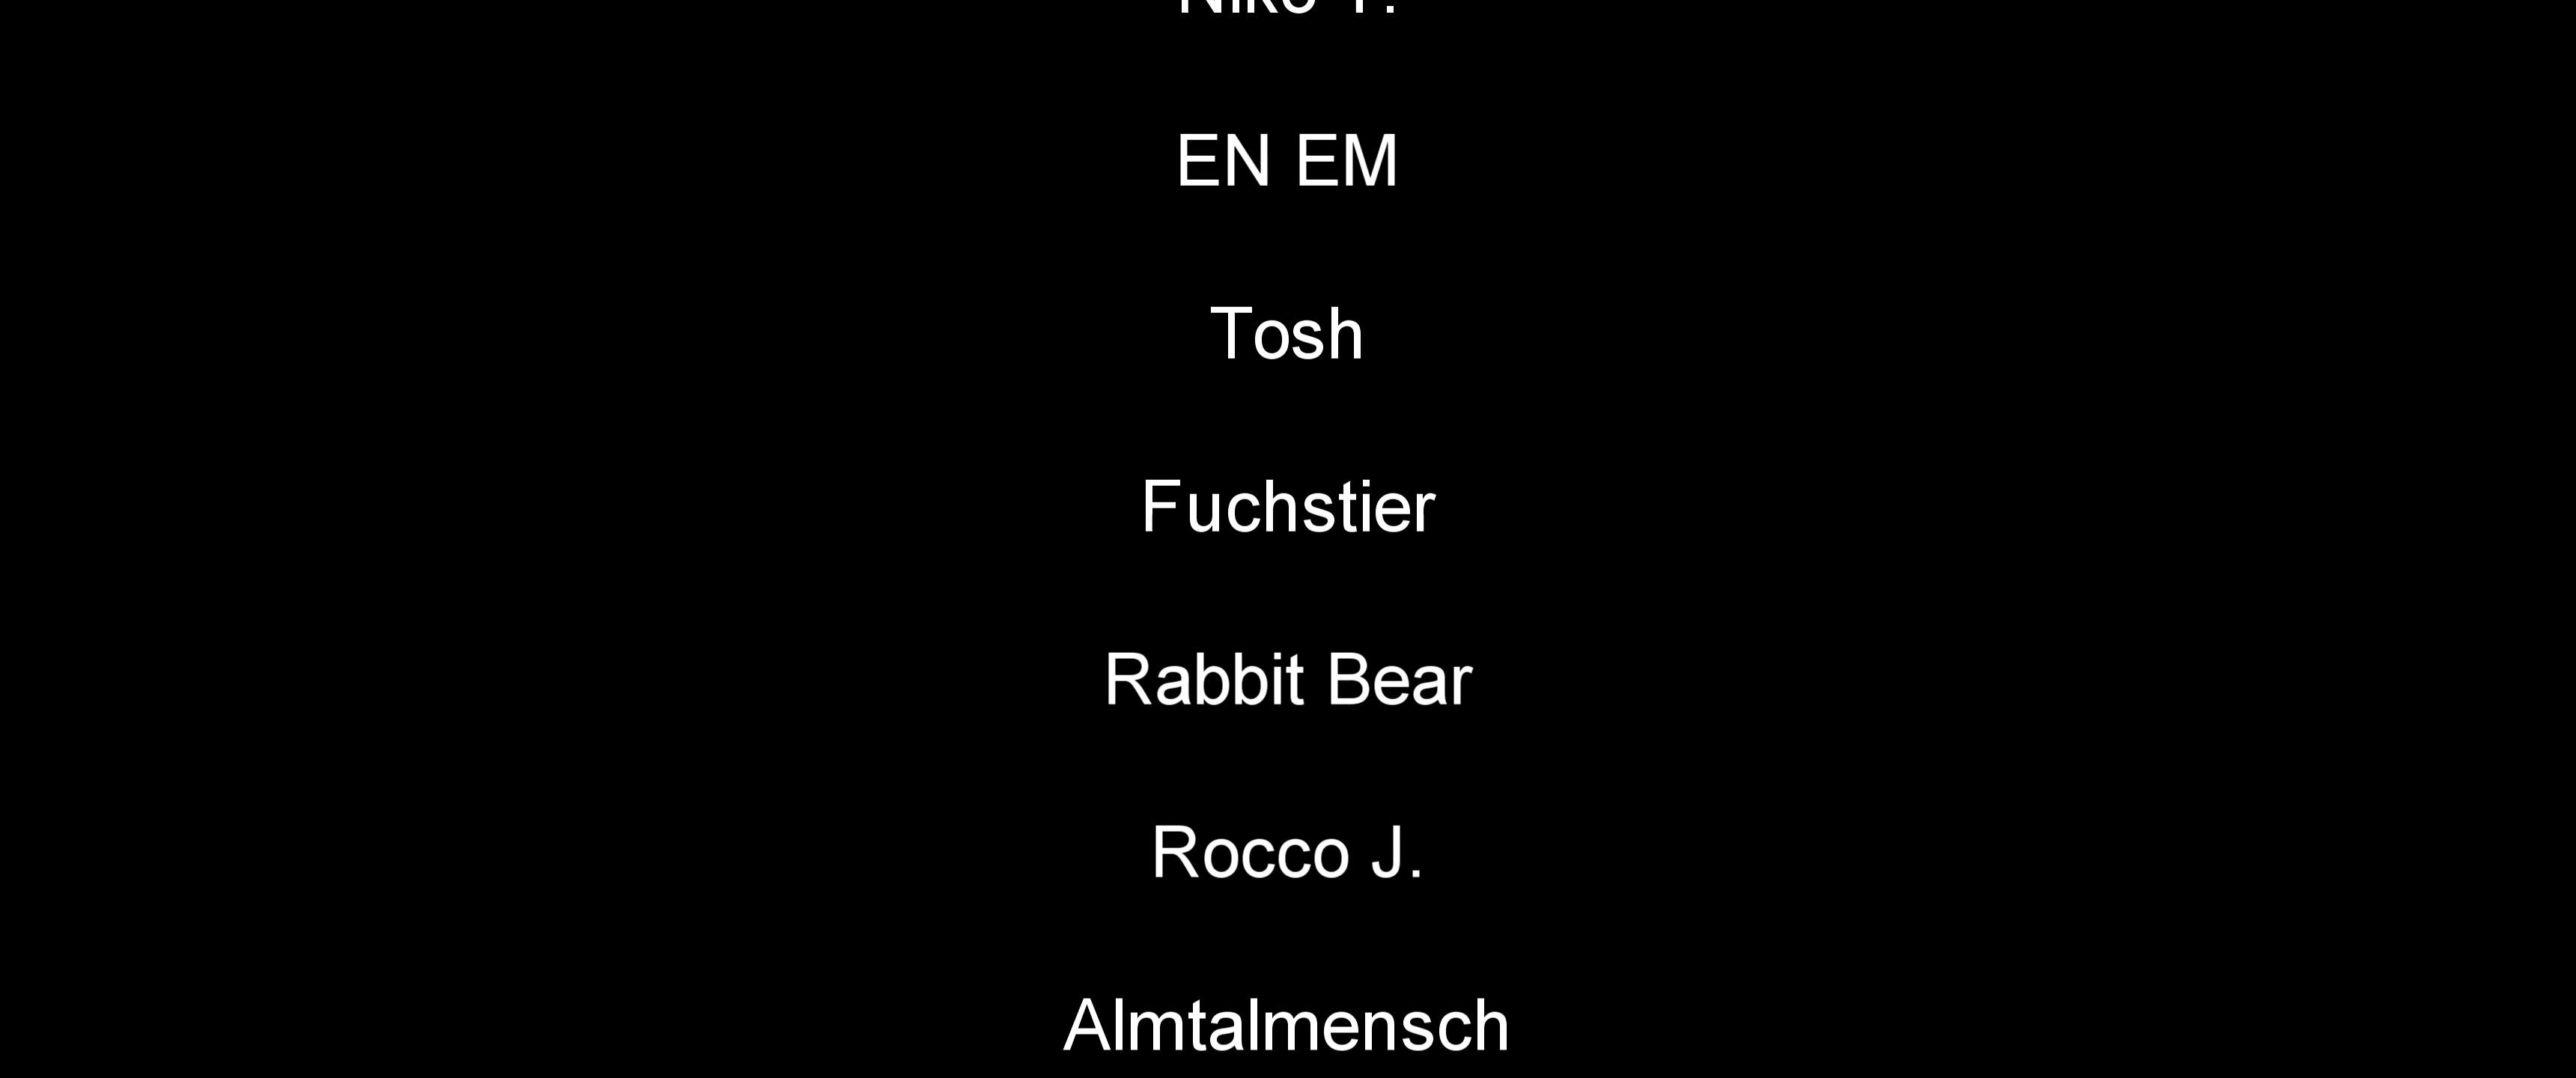 EN EM
Tosh
Fuchstier
Rabbit Bear
Rocco J.
Almtalmensch